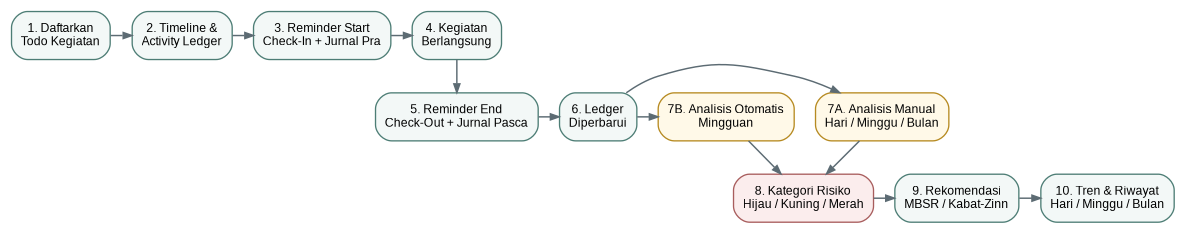 1. Daftarkan
Todo Kegiatan
2. Timeline &
Activity Ledger
3. Reminder Start
Check-In + Jurnal Pra
4. Kegiatan
Berlangsung
5. Reminder End
Check-Out + Jurnal Pasca
6. Ledger
Diperbarui
7B. Analisis Otomatis
Mingguan
7A. Analisis Manual
Hari / Minggu / Bulan
8. Kategori Risiko
Hijau / Kuning / Merah
9. Rekomendasi
MBSR / Kabat-Zinn
10. Tren & Riwayat
Hari / Minggu / Bulan